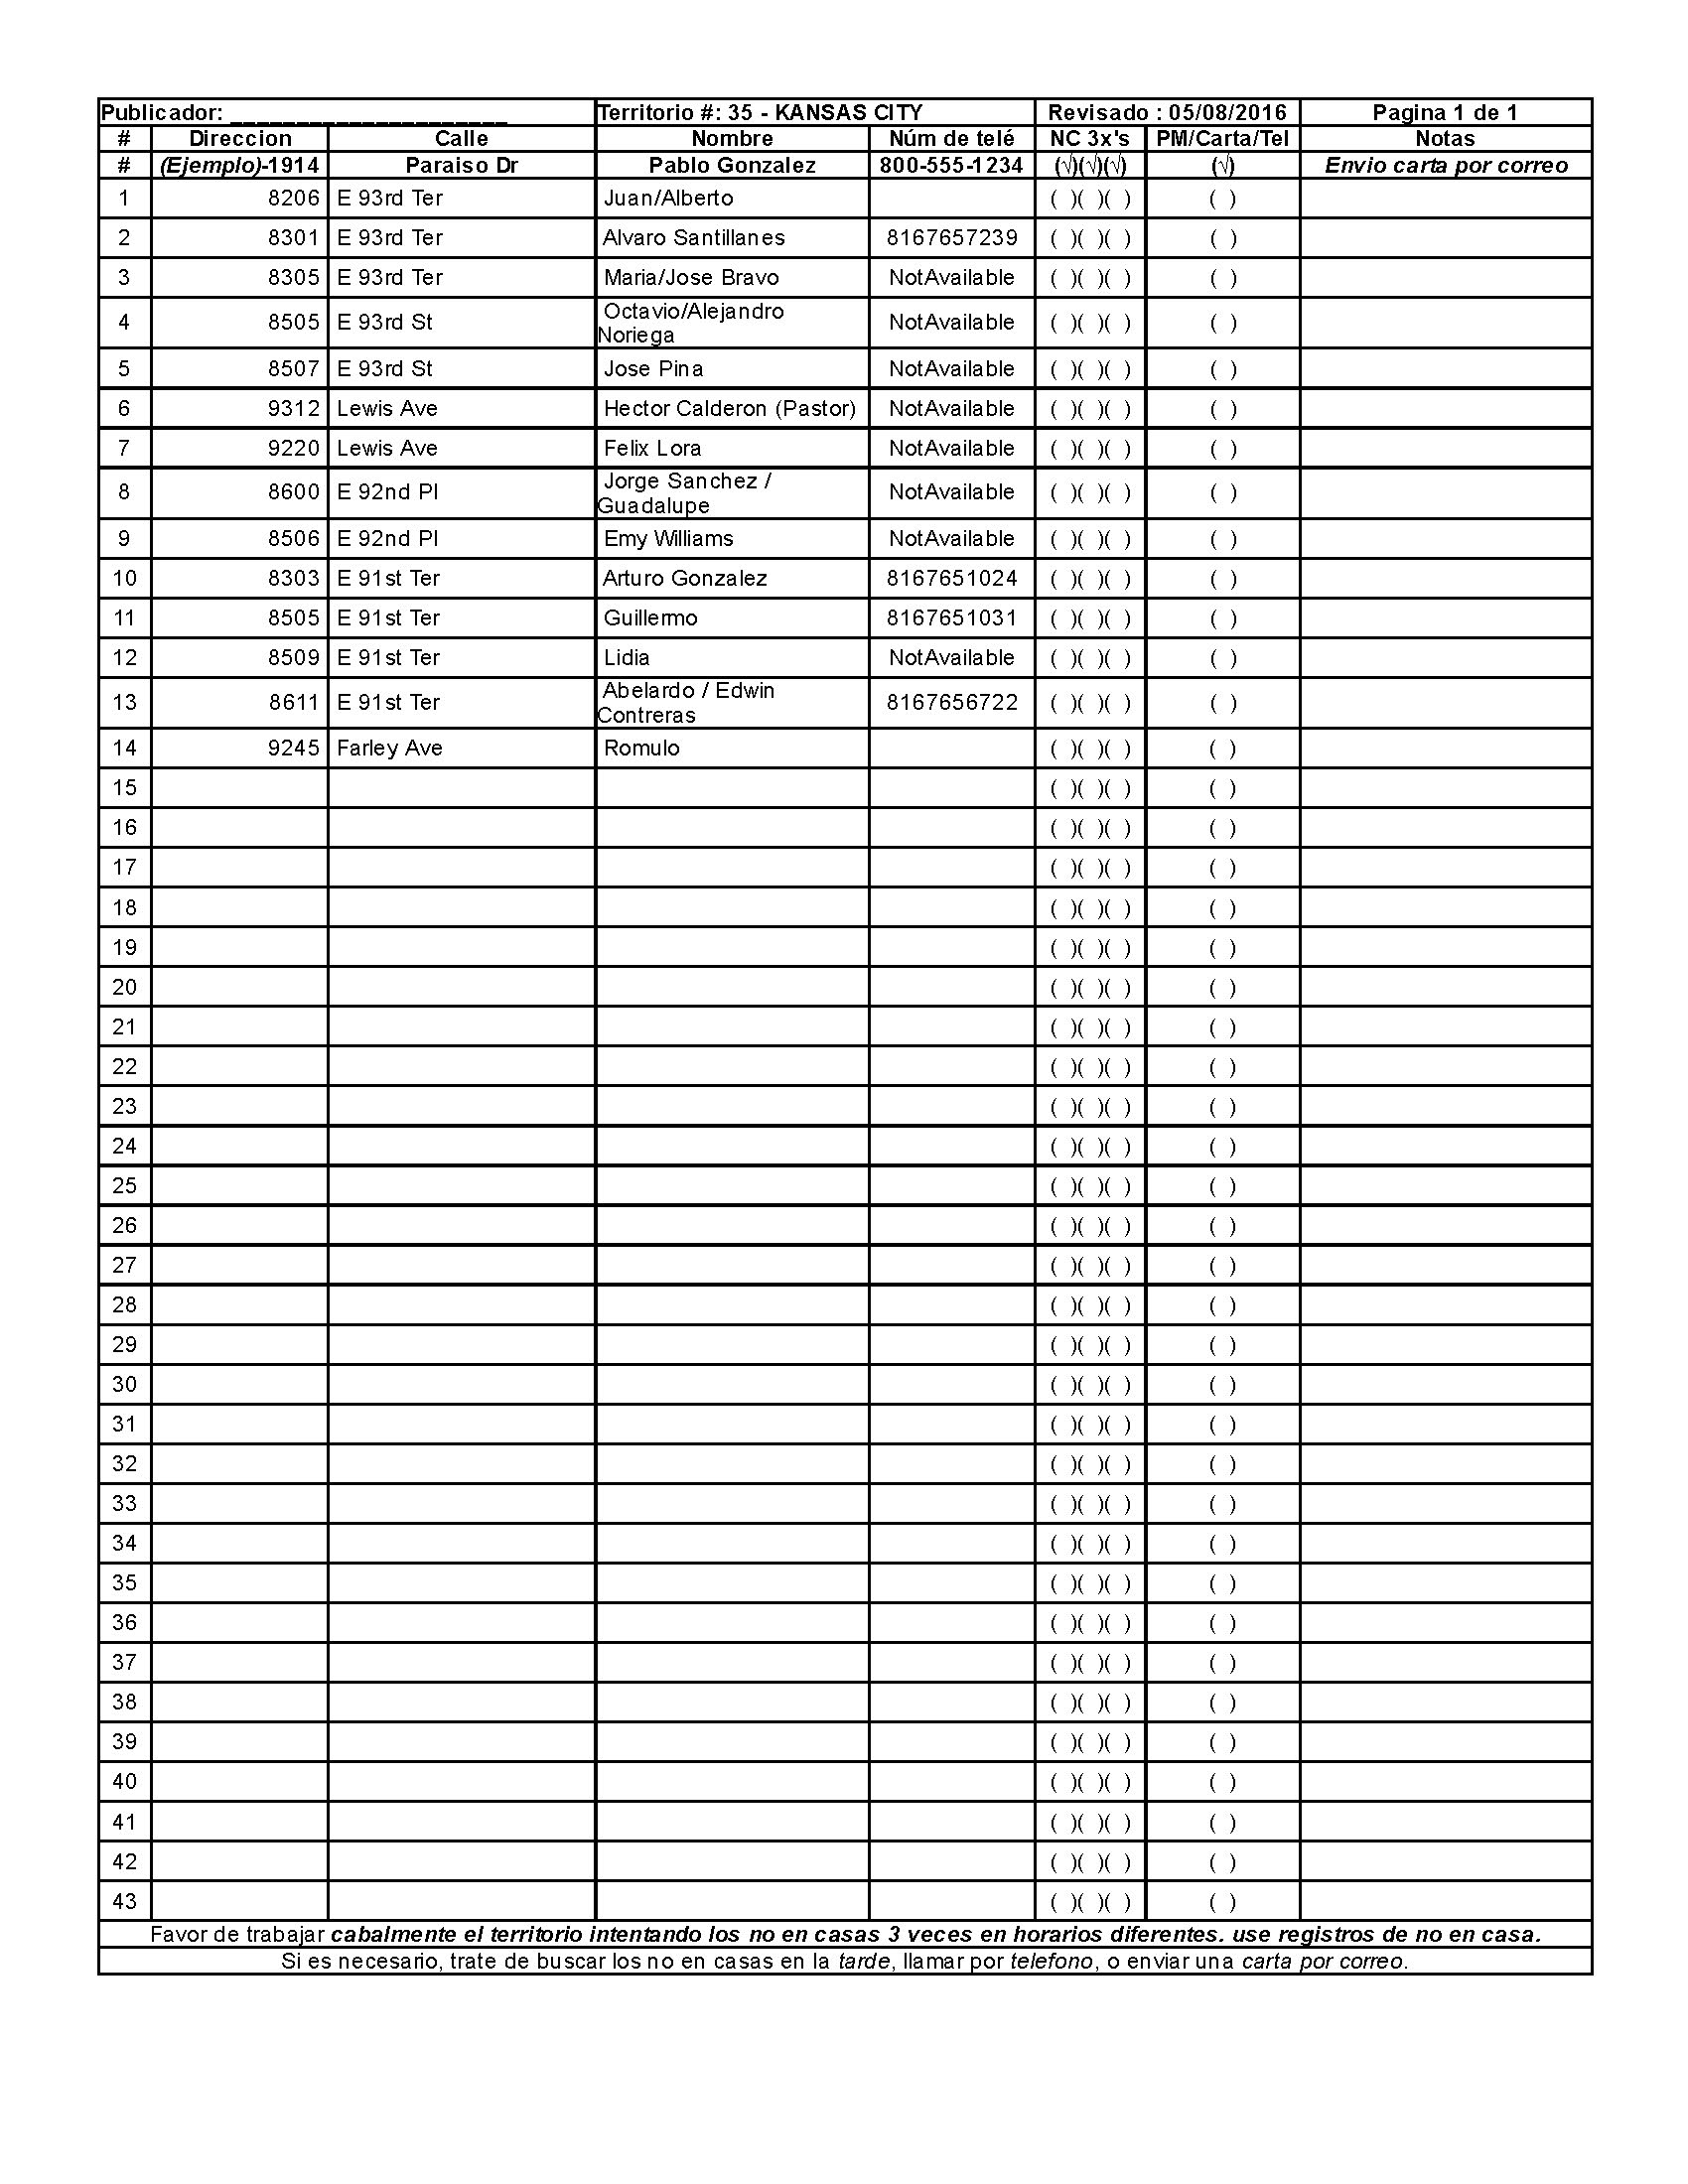 Publicador: _____________________ Territorio #: 35 - KANSAS CITY Revisado : 05/08/2016 Pagina 1 de 1
# Direccion Calle Nombre Núm de telé NC 3x's PM/Carta/Tel Notas
# (Ejemplo)-1914 Paraiso Dr Pablo Gonzalez 800-555-1234 (√)(√)(√) (√) Envio carta por correo
1 8206 E 93rd Ter Juan/Alberto ( )( )( ) ( )
2 8301 E 93rd Ter Alvaro Santillanes 8167657239 ( )( )( ) ( )
3 8305 E 93rd Ter Maria/Jose Bravo NotAvailable ( )( )( ) ( )
4 8505 E 93rd St Octavio/Alejandro
Noriega NotAvailable ( )( )( ) ( )
5 8507 E 93rd St Jose Pina NotAvailable ( )( )( ) ( )
6 9312 Lewis Ave Hector Calderon (Pastor) NotAvailable ( )( )( ) ( )
7 9220 Lewis Ave Felix Lora NotAvailable ( )( )( ) ( )
8 8600 E 92nd Pl Jorge Sanchez /
Guadalupe NotAvailable ( )( )( ) ( )
9 8506 E 92nd Pl Emy Williams NotAvailable ( )( )( ) ( )
10 8303 E 91st Ter Arturo Gonzalez 8167651024 ( )( )( ) ( )
11 8505 E 91st Ter Guillermo 8167651031 ( )( )( ) ( )
12 8509 E 91st Ter Lidia NotAvailable ( )( )( ) ( )
13 8611 E 91st Ter Abelardo / Edwin
Contreras 8167656722 ( )( )( ) ( )
14 9245 Farley Ave Romulo ( )( )( ) ( )
15 ( )( )( ) ( )
16 ( )( )( ) ( )
17 ( )( )( ) ( )
18 ( )( )( ) ( )
19 ( )( )( ) ( )
20 ( )( )( ) ( )
21 ( )( )( ) ( )
22 ( )( )( ) ( )
23 ( )( )( ) ( )
24 ( )( )( ) ( )
25 ( )( )( ) ( )
26 ( )( )( ) ( )
27 ( )( )( ) ( )
28 ( )( )( ) ( )
29 ( )( )( ) ( )
30 ( )( )( ) ( )
31 ( )( )( ) ( )
32 ( )( )( ) ( )
33 ( )( )( ) ( )
34 ( )( )( ) ( )
35 ( )( )( ) ( )
36 ( )( )( ) ( )
37 ( )( )( ) ( )
38 ( )( )( ) ( )
39 ( )( )( ) ( )
40 ( )( )( ) ( )
41 ( )( )( ) ( )
42 ( )( )( ) ( )
43 ( )( )( ) ( )
Favor de trabajar cabalmente el territorio intentando los no en casas 3 veces en horarios diferentes. use registros de no en casa.
Si es necesario, trate de buscar los no en casas en la tarde, llamar por telefono, o enviar una carta por correo.